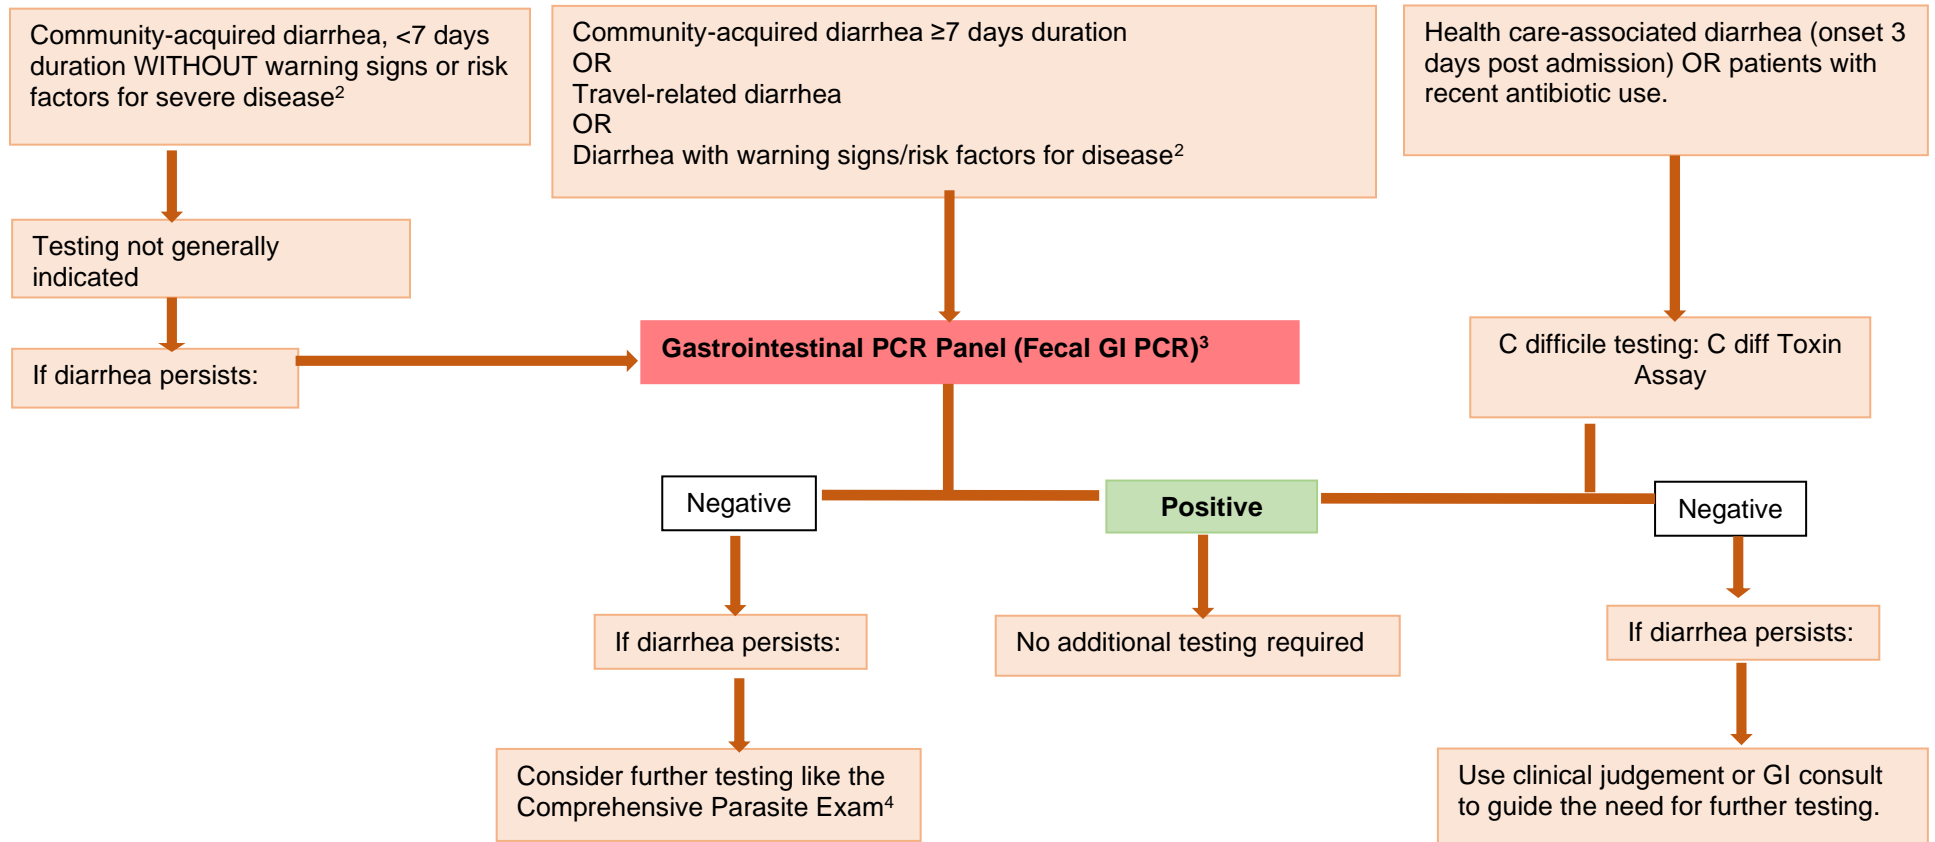 Community-acquired diarrhea, <7 days
duration WITHOUT warning signs or risk
factors for severe disease²
Community-acquired diarrhea ≥7 days duration
OR
Travel-related diarrhea
OR
Diarrhea with warning signs/risk factors for disease²
Health care-associated diarrhea (onset 3
days post admission) OR patients with
recent antibiotic use.
Testing not generally
indicated
If diarrhea persists:
Gastrointestinal PCR Panel (Fecal GI PCR)³
C difficile testing: C diff Toxin
Assay
Negative
Positive
Negative
If diarrhea persists:
No additional testing required
If diarrhea persists:
Consider further testing like the
Comprehensive Parasite Exam⁴
Use clinical judgement or GI consult
to guide the need for further testing.